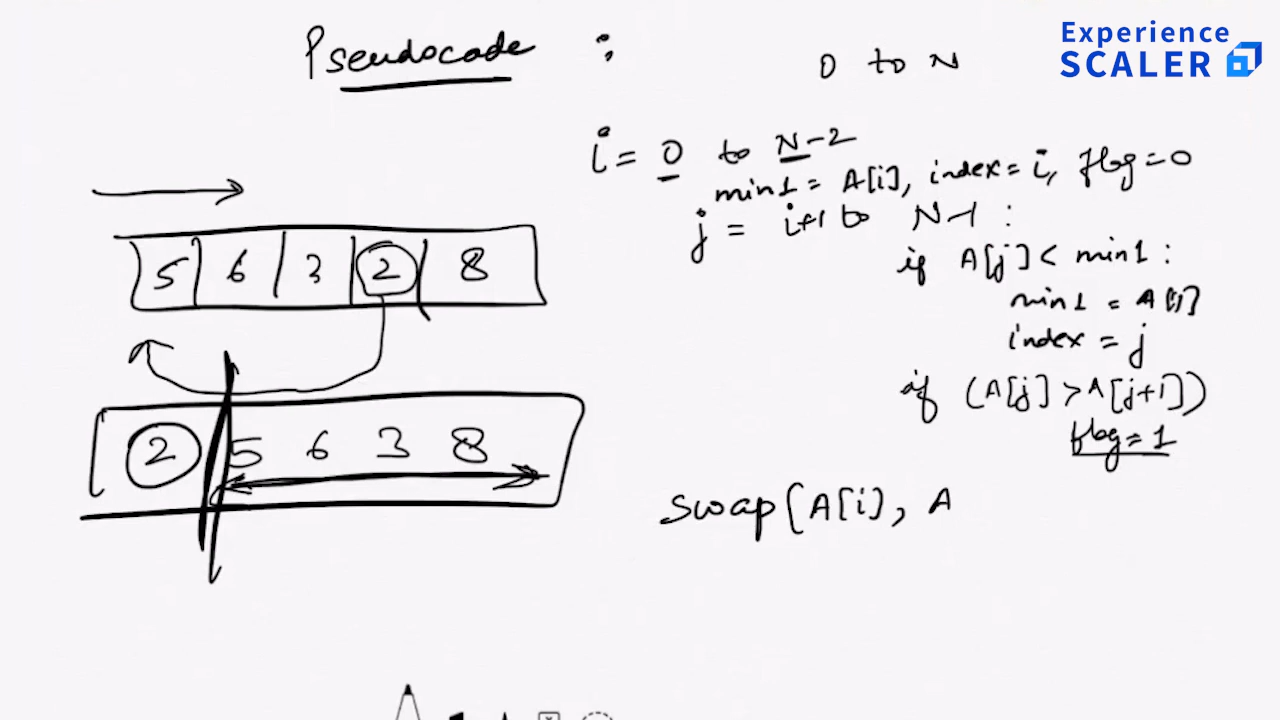 Experience
SCALER
Pseudocode :
0 to N
i = 0 to N-2
min1 = A[i], index = i, flag = 0
j = i+1 to N-1 :
if A[j] < min1 :
min1 = A[j]
index = j
if (A[j] > A[j+i])
flag = 1
swap(A[i], A
5 6 3 2 8
2 5 6 3 8